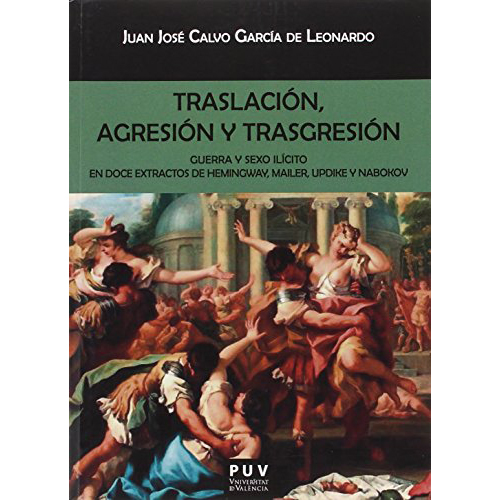 JUAN JOSÉ CALVO GARCÍA DE LEONARDO
TRASLACIÓN,
AGRESIÓN Y TRASGRESIÓN
GUERRA Y SEXO ILÍCITO
EN DOCE EXTRACTOS DE HEMINGWAY, MAILER, UPDIKE Y NABOKOV
PUV
UNIVERSITAT
DE VALÈNCIA